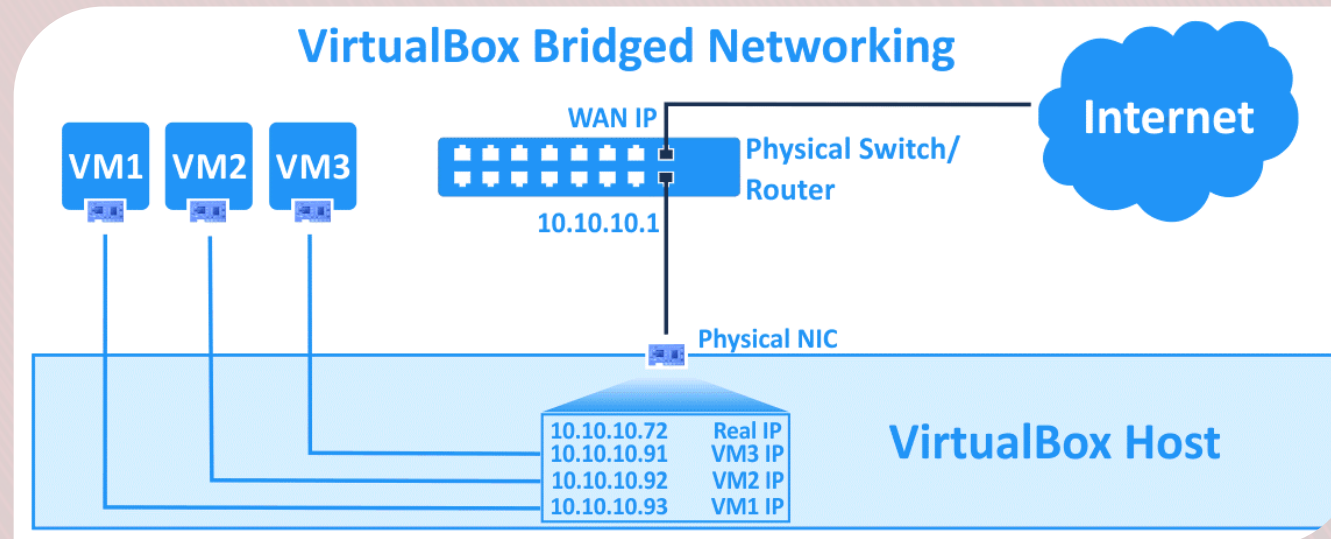 VirtualBox Bridged Networking
Internet
WAN IP
VM1 VM2 VM3
Physical Switch/
Router
10.10.10.1
Physical NIC
10.10.10.72 Real IP
10.10.10.91 VM3 IP
10.10.10.92 VM2 IP
10.10.10.93 VM1 IP
VirtualBox Host